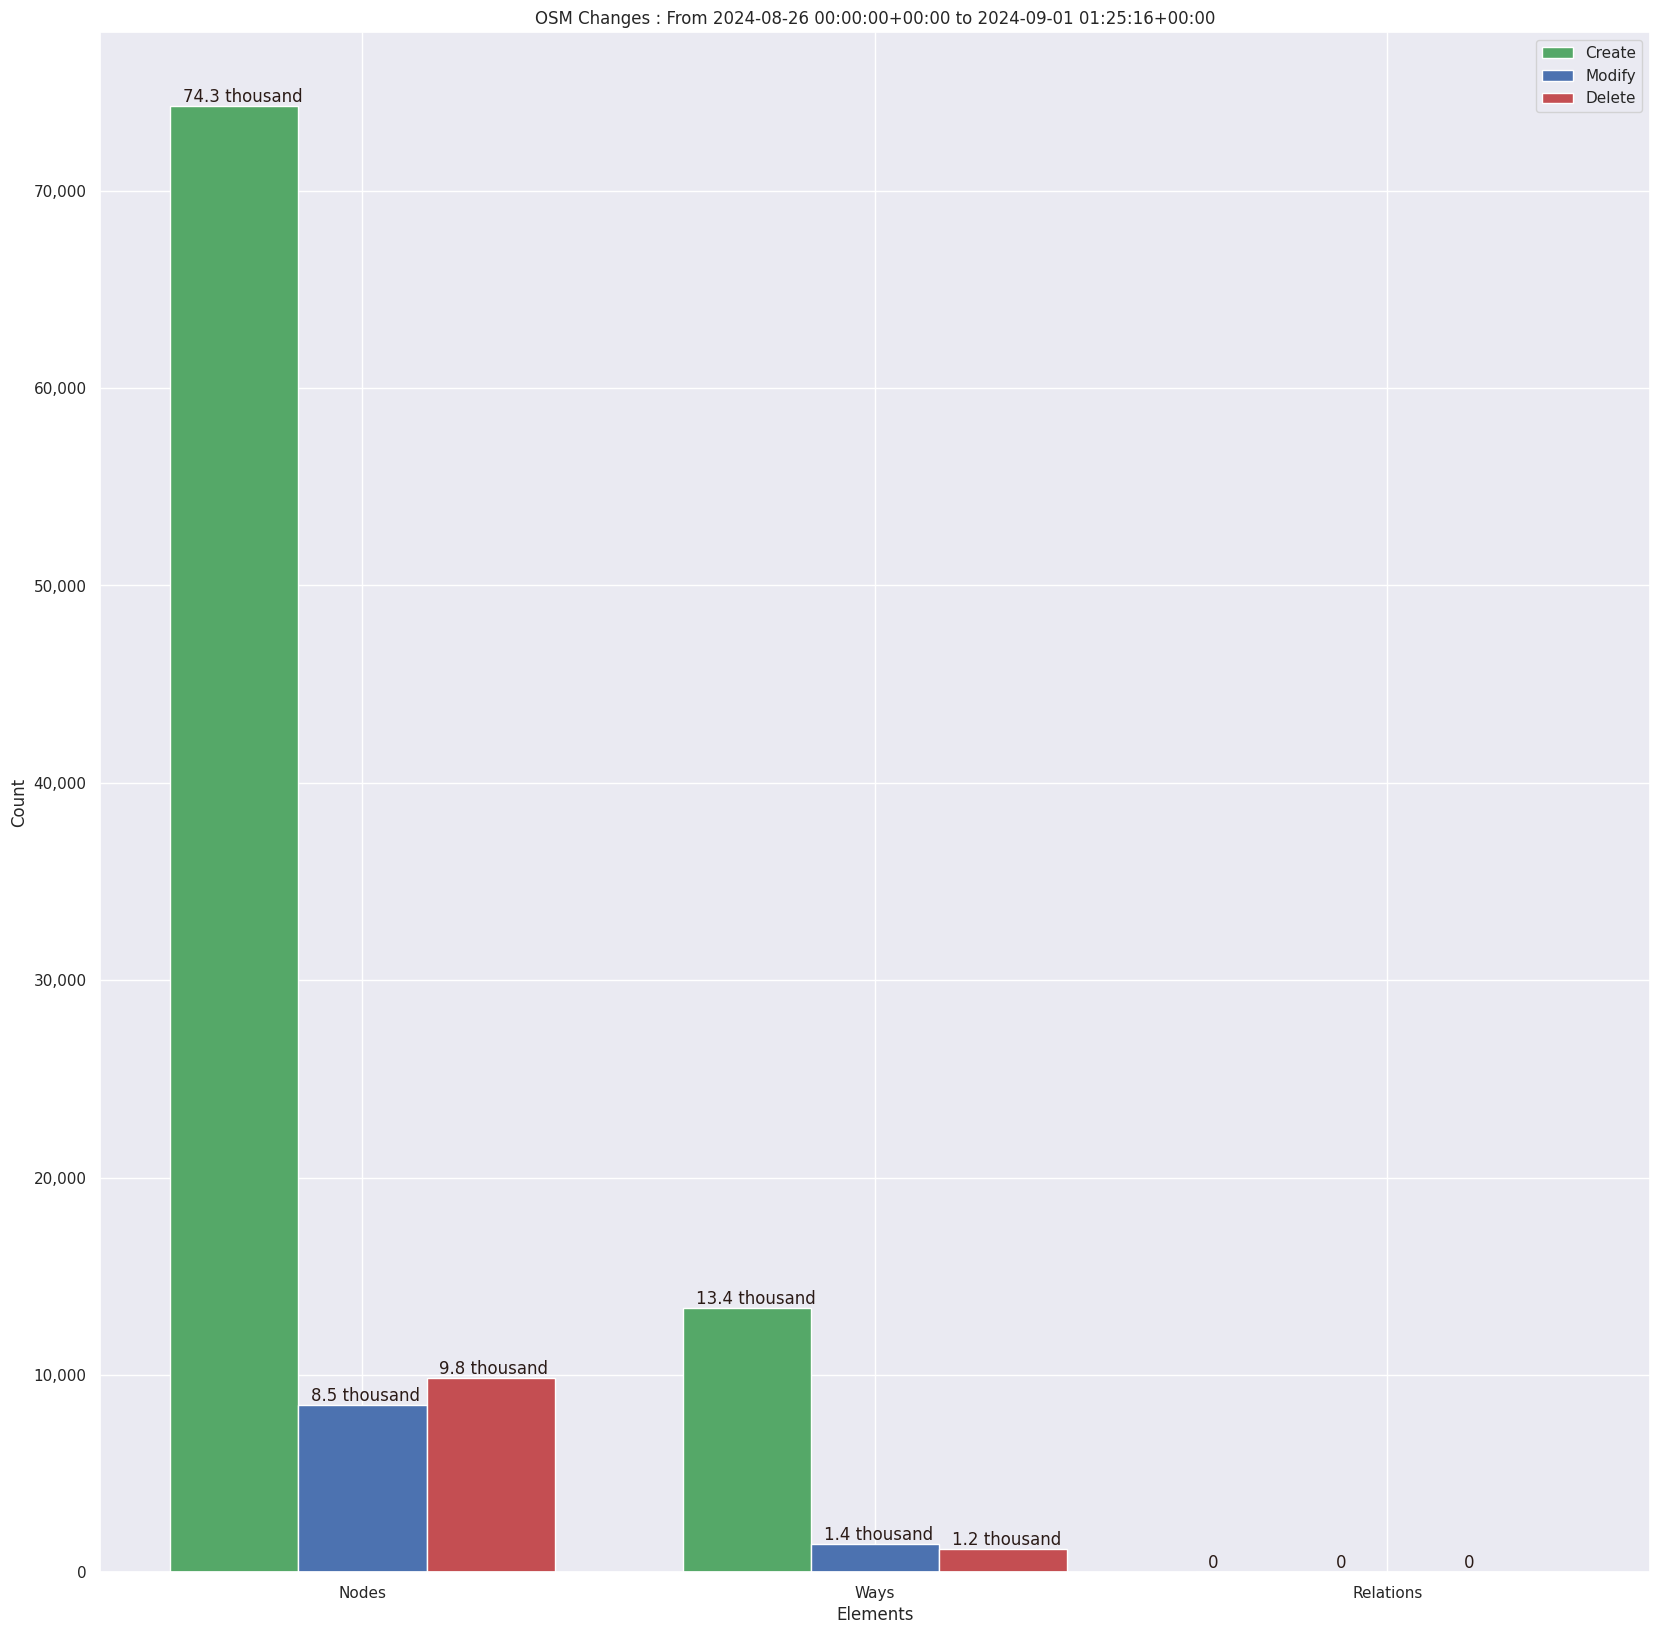 OSM Changes : From 2024-08-26 00:00:00+00:00 to 2024-09-01 01:25:16+00:00
Create
Modify
Delete
74.3 thousand
70,000
60,000
50,000
40,000
Count
30,000
20,000
13.4 thousand
10,000
9.8 thousand
8.5 thousand
1.4 thousand
1.2 thousand
0 0 0
0
Nodes Ways Relations
Elements